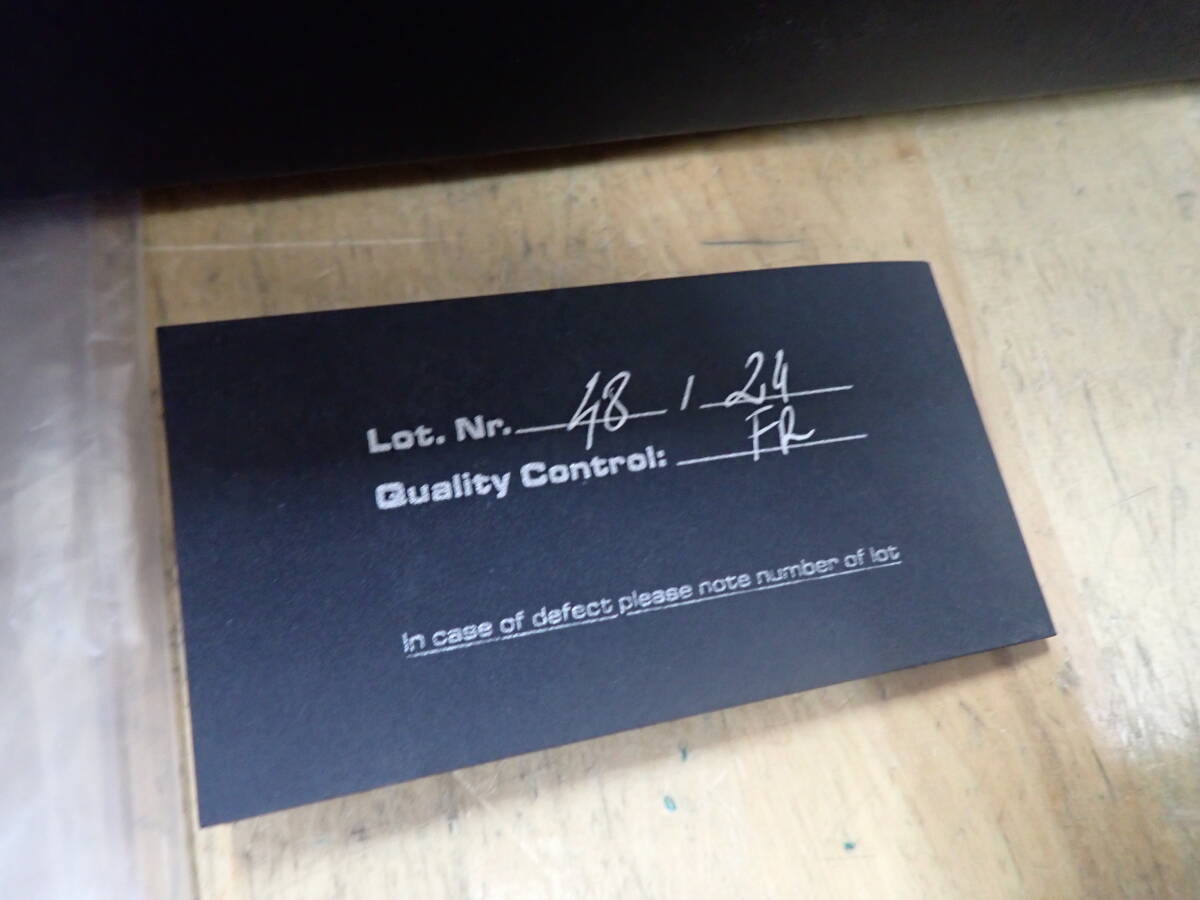 Lot. Nr. 48 / 24
Quality Control: FR
In case of defect please note number of lot